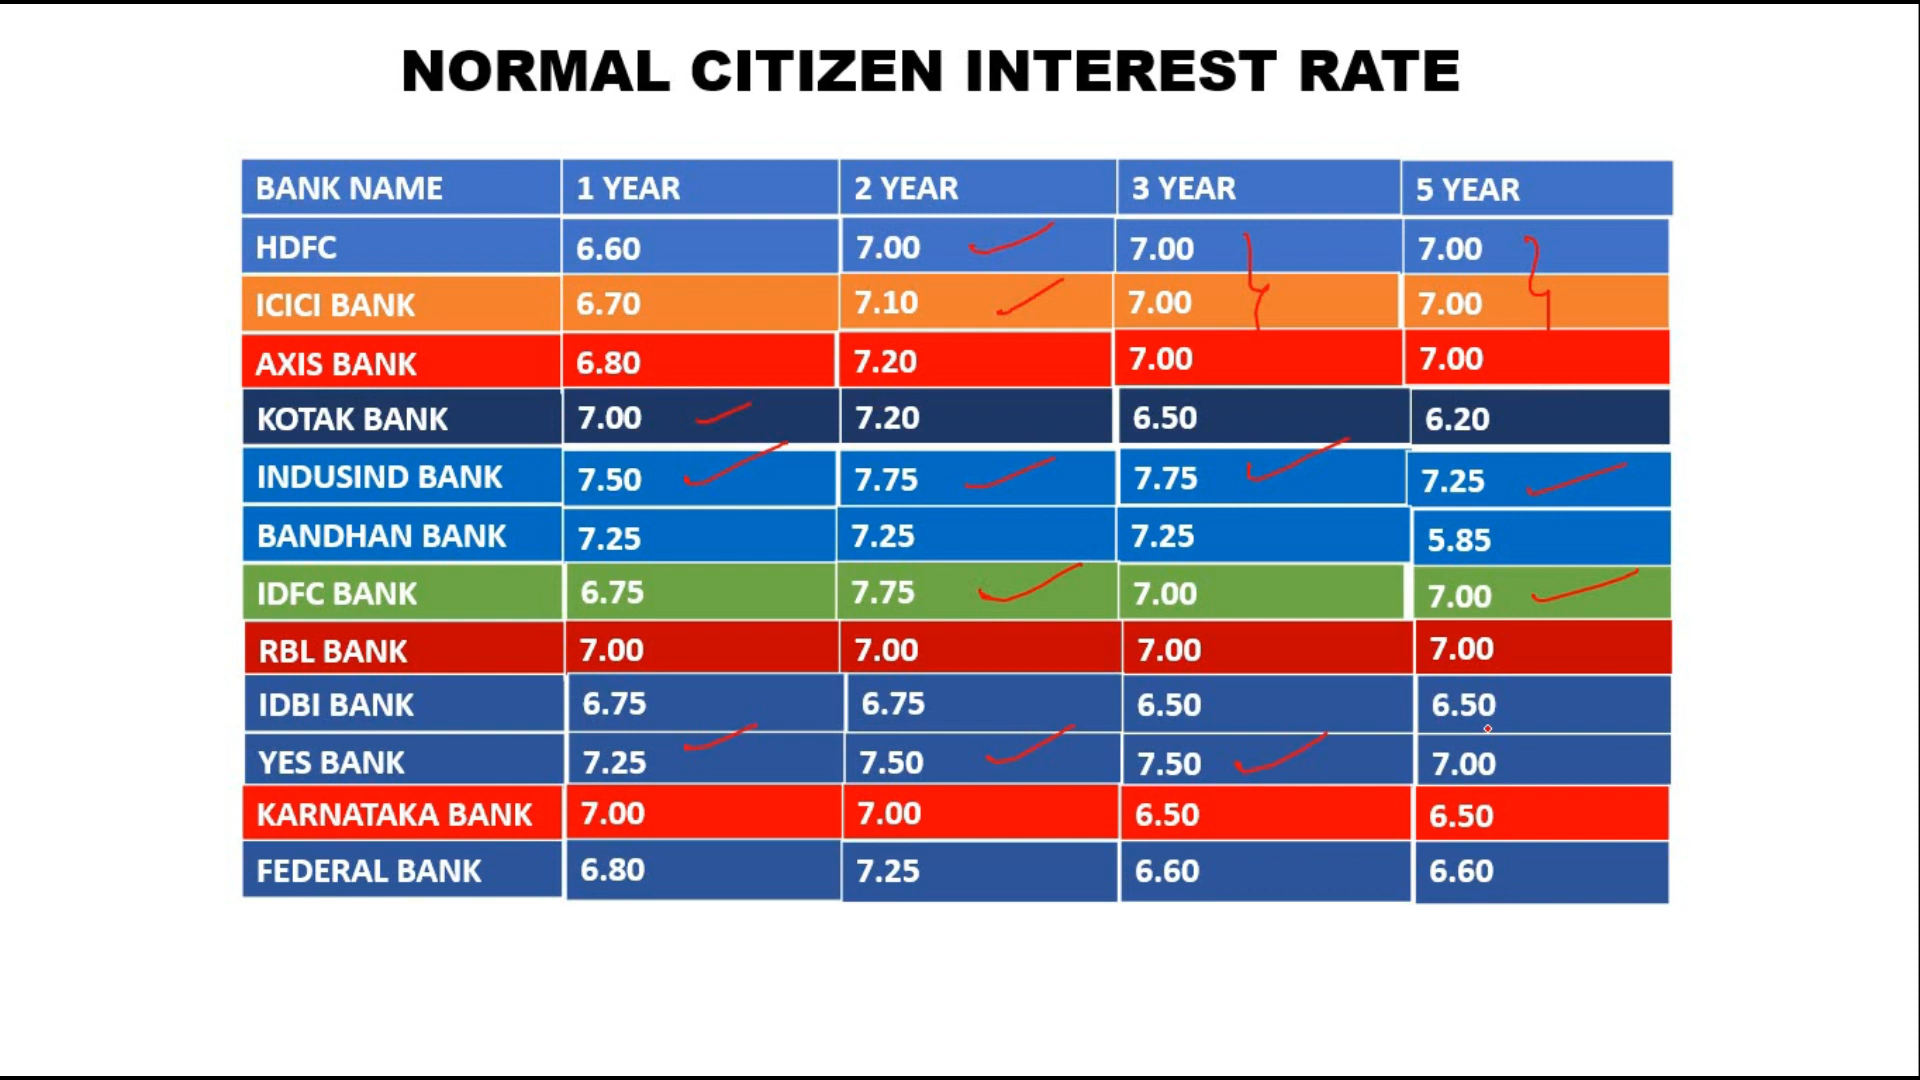 NORMAL CITIZEN INTEREST RATE
BANK NAME 1 YEAR 2 YEAR 3 YEAR 5 YEAR
HDFC 6.60 7.00 7.00 7.00
ICICI BANK 6.70 7.10 7.00 7.00
AXIS BANK 6.80 7.20 7.00 7.00
KOTAK BANK 7.00 7.20 6.50 6.20
INDUSIND BANK 7.50 7.75 7.75 7.25
BANDHAN BANK 7.25 7.25 7.25 5.85
IDFC BANK 6.75 7.75 7.00 7.00
RBL BANK 7.00 7.00 7.00 7.00
IDBI BANK 6.75 6.75 6.50 6.50
YES BANK 7.25 7.50 7.50 7.00
KARNATAKA BANK 7.00 7.00 6.50 6.50
FEDERAL BANK 6.80 7.25 6.60 6.60